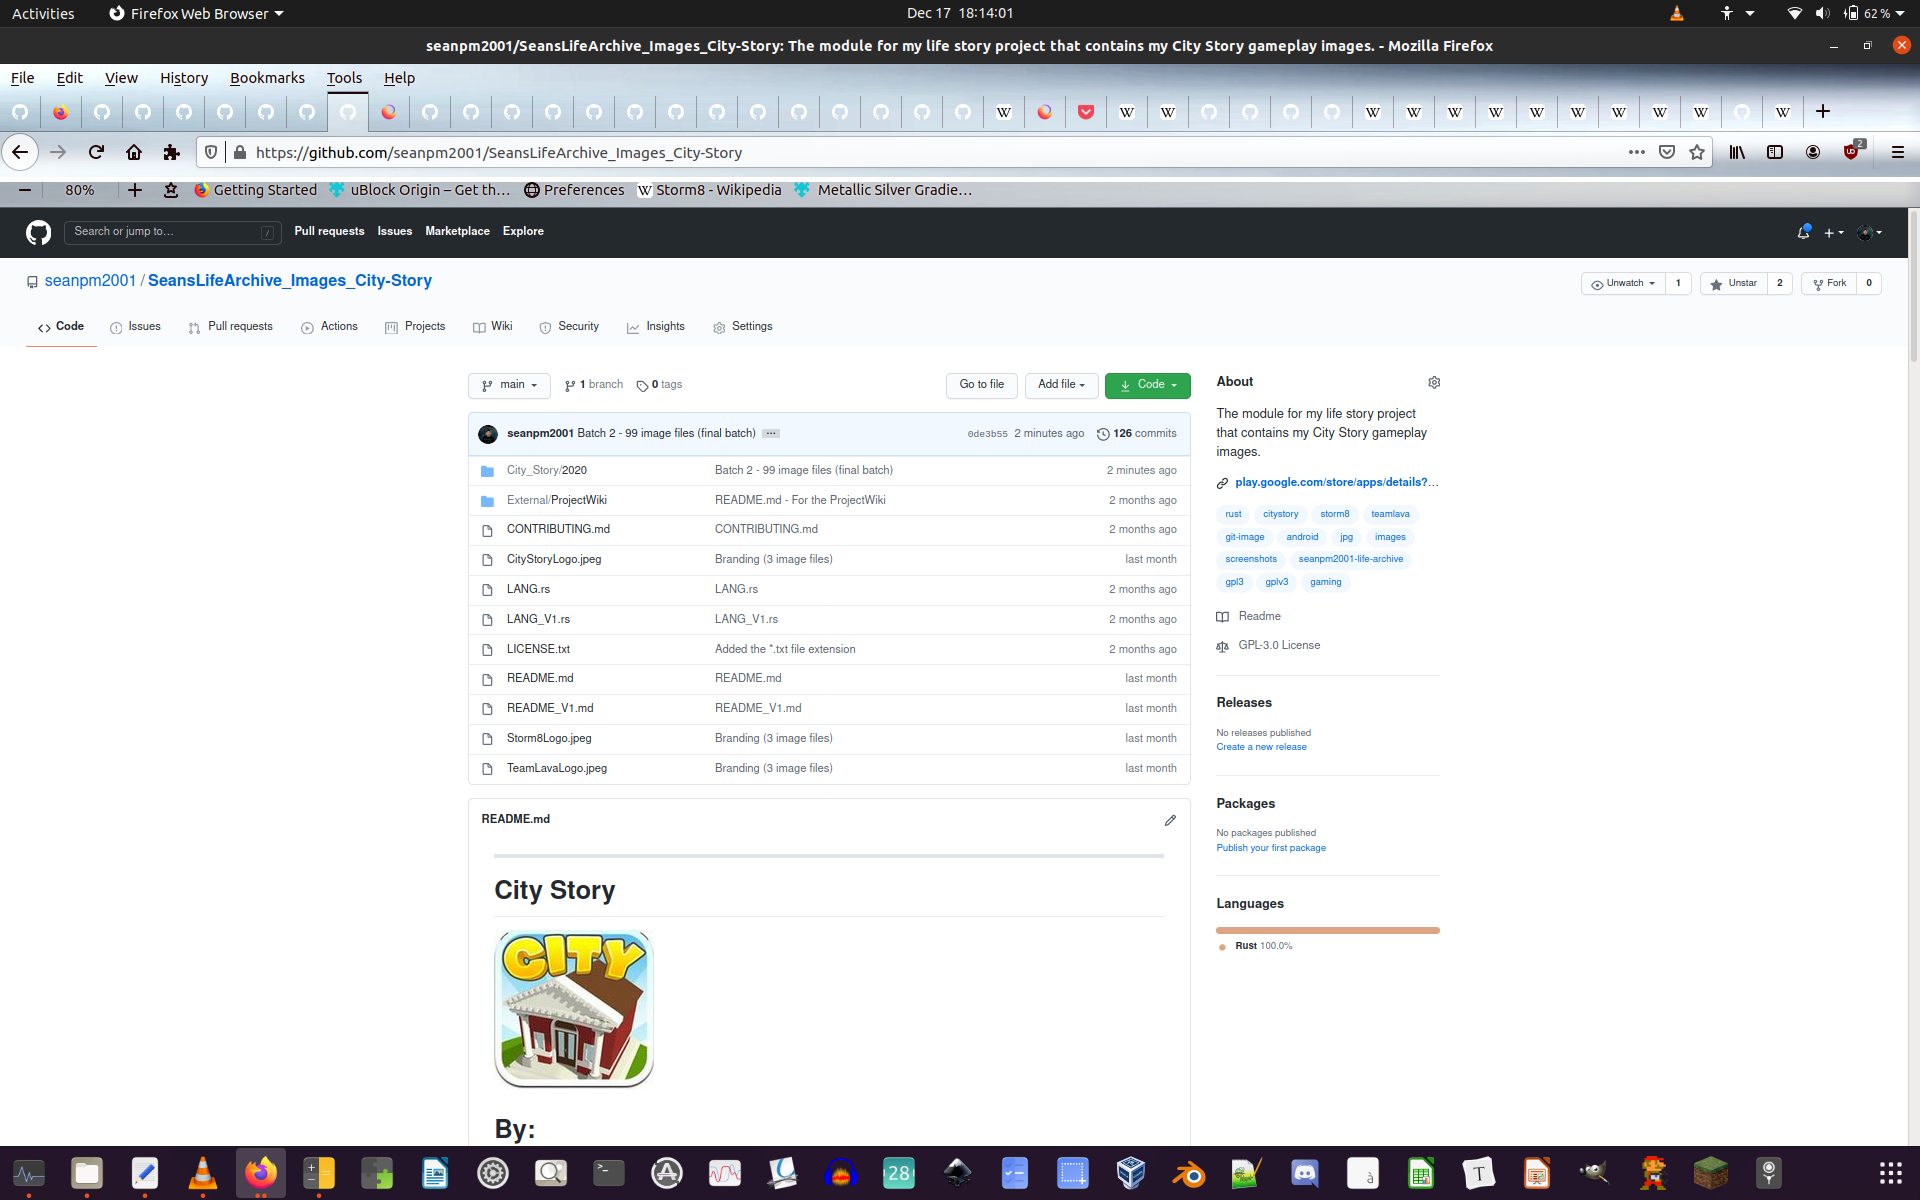 Activities Firefox Web Browser Dec 17 18:14:01 62 %
seanpm2001/SeansLifeArchive_Images_City-Story: The module for my life story project that contains my City Story gameplay images. - Mozilla Firefox
File Edit View History Bookmarks Tools Help
https://github.com/seanpm2001/SeansLifeArchive_Images_City-Story 2
80% Getting Started uBlock Origin – Get th… Preferences Storm8 - Wikipedia Metallic Silver Gradie…
Search or jump to… / Pull requests Issues Marketplace Explore
seanpm2001 / SeansLifeArchive_Images_City-Story Unwatch 1 Unstar 2 Fork 0
Code Issues Pull requests Actions Projects Wiki Security Insights Settings
main 1 branch 0 tags Go to file Add file Code
seanpm2001 Batch 2 - 99 image files (final batch) ... 0de3b55 2 minutes ago 126 commits
City_Story/2020 Batch 2 - 99 image files (final batch) 2 minutes ago
External/ProjectWiki README.md - For the ProjectWiki 2 months ago
CONTRIBUTING.md CONTRIBUTING.md 2 months ago
CityStoryLogo.jpeg Branding (3 image files) last month
LANG.rs LANG.rs 2 months ago
LANG_V1.rs LANG_V1.rs 2 months ago
LICENSE.txt Added the *.txt file extension 2 months ago
README.md README.md last month
README_V1.md README_V1.md last month
Storm8Logo.jpeg Branding (3 image files) last month
TeamLavaLogo.jpeg Branding (3 image files) last month
README.md
City Story
CITY
By:
About
The module for my life story project
that contains my City Story gameplay
images.
play.google.com/store/apps/details?…
rust citystory storm8 teamlava
git-image android jpg images
screenshots seanpm2001-life-archive
gpl3 gplv3 gaming
Readme
GPL-3.0 License
Releases
No releases published
Create a new release
Packages
No packages published
Publish your first package
Languages
Rust 100.0%
28